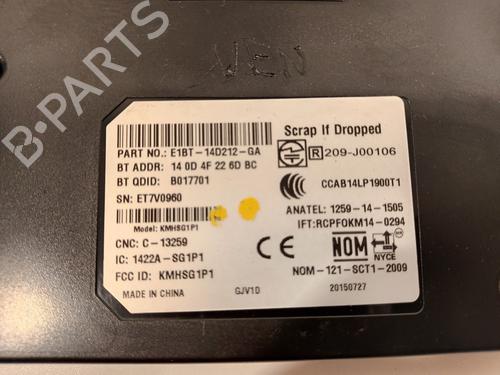 NEN
Scrap If Dropped
PART NO.: E1BT-14D212-GA
R 209-J00106
BT ADDR: 14 0D 4F 22 6D BC
BT QDID: B017701
CCAB14LP1900T1
SN: ET7V0960
ANATEL: 1259-14-1505
Model: KMHSG1P1
IFT:RCPFOKM14-0294
CNC: C-13259
CE
NOM
NYCE
IC: 1422A-SG1P1
FCC ID: KMHSG1P1
NOM-121-SCT1-2009
MADE IN CHINA
GJV1D
20150727
B-PARTS